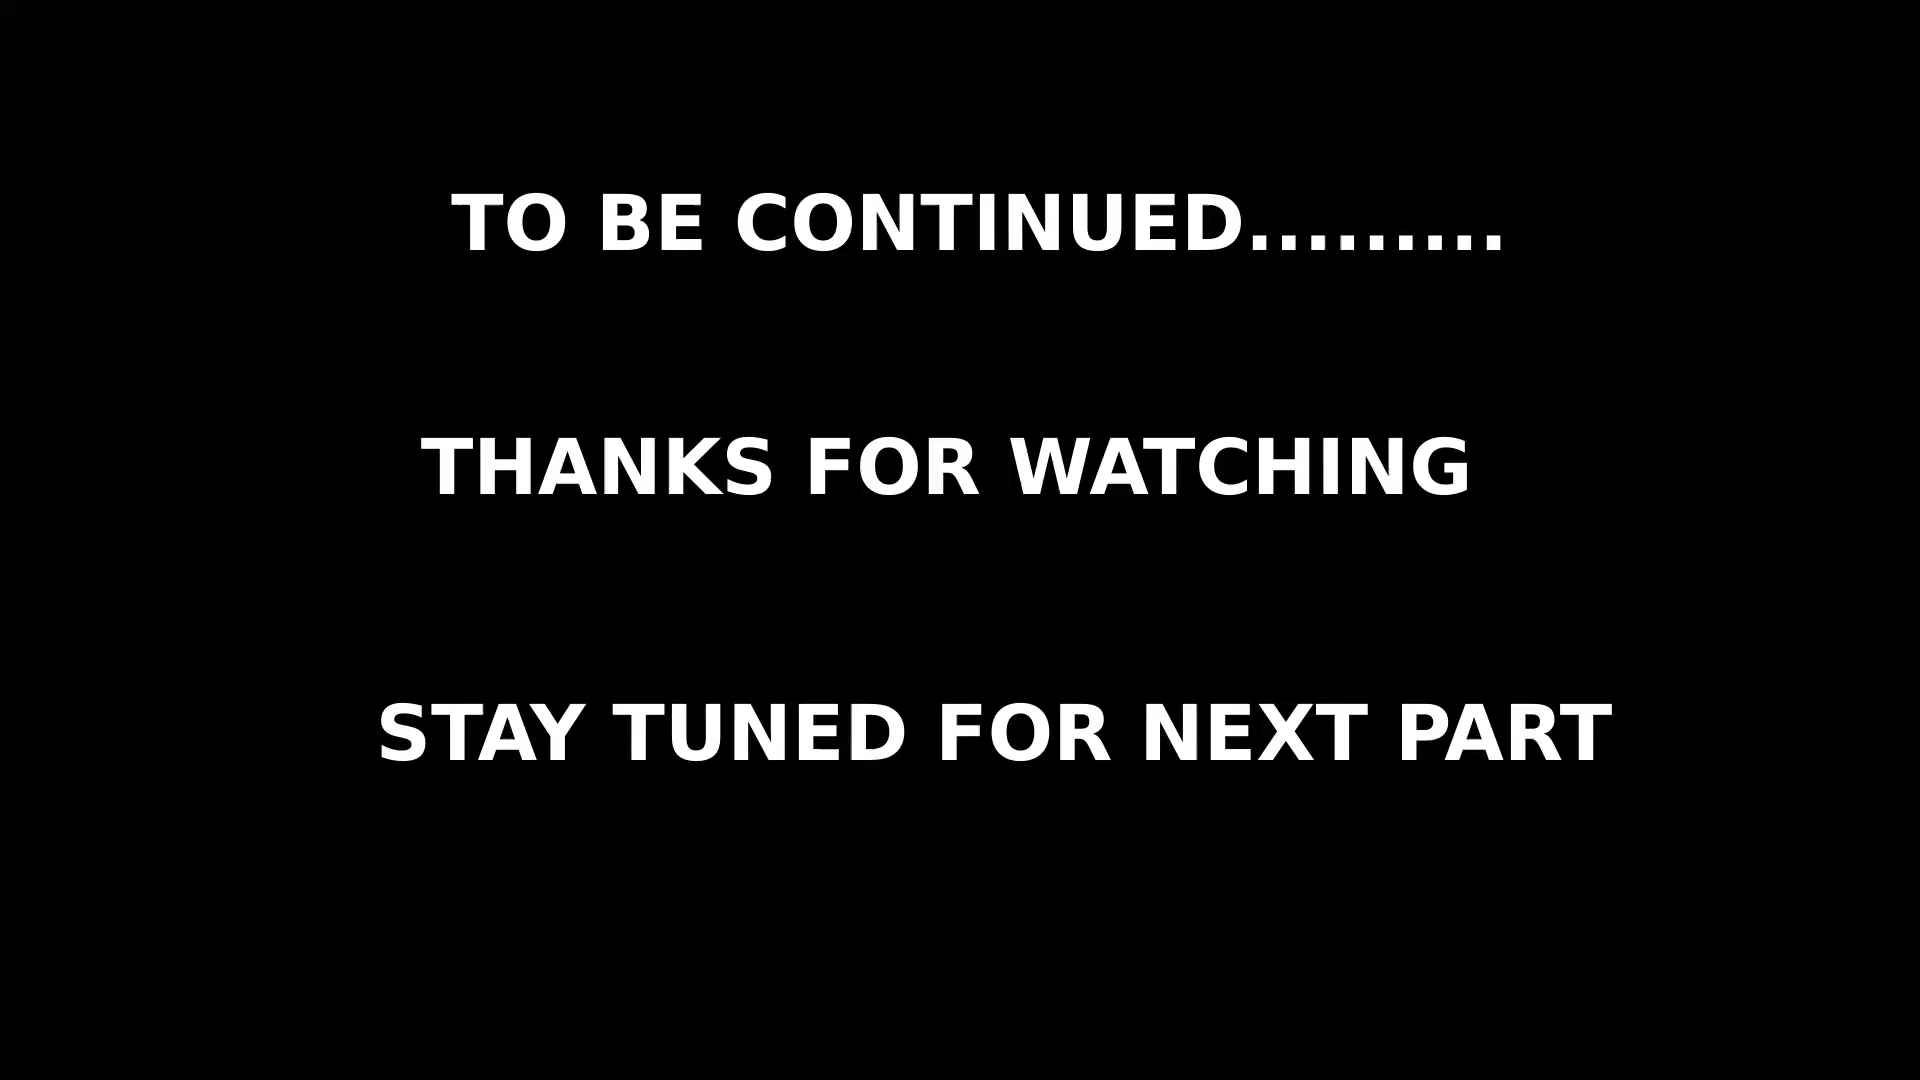 TO BE CONTINUED.........
THANKS FOR WATCHING
STAY TUNED FOR NEXT PART